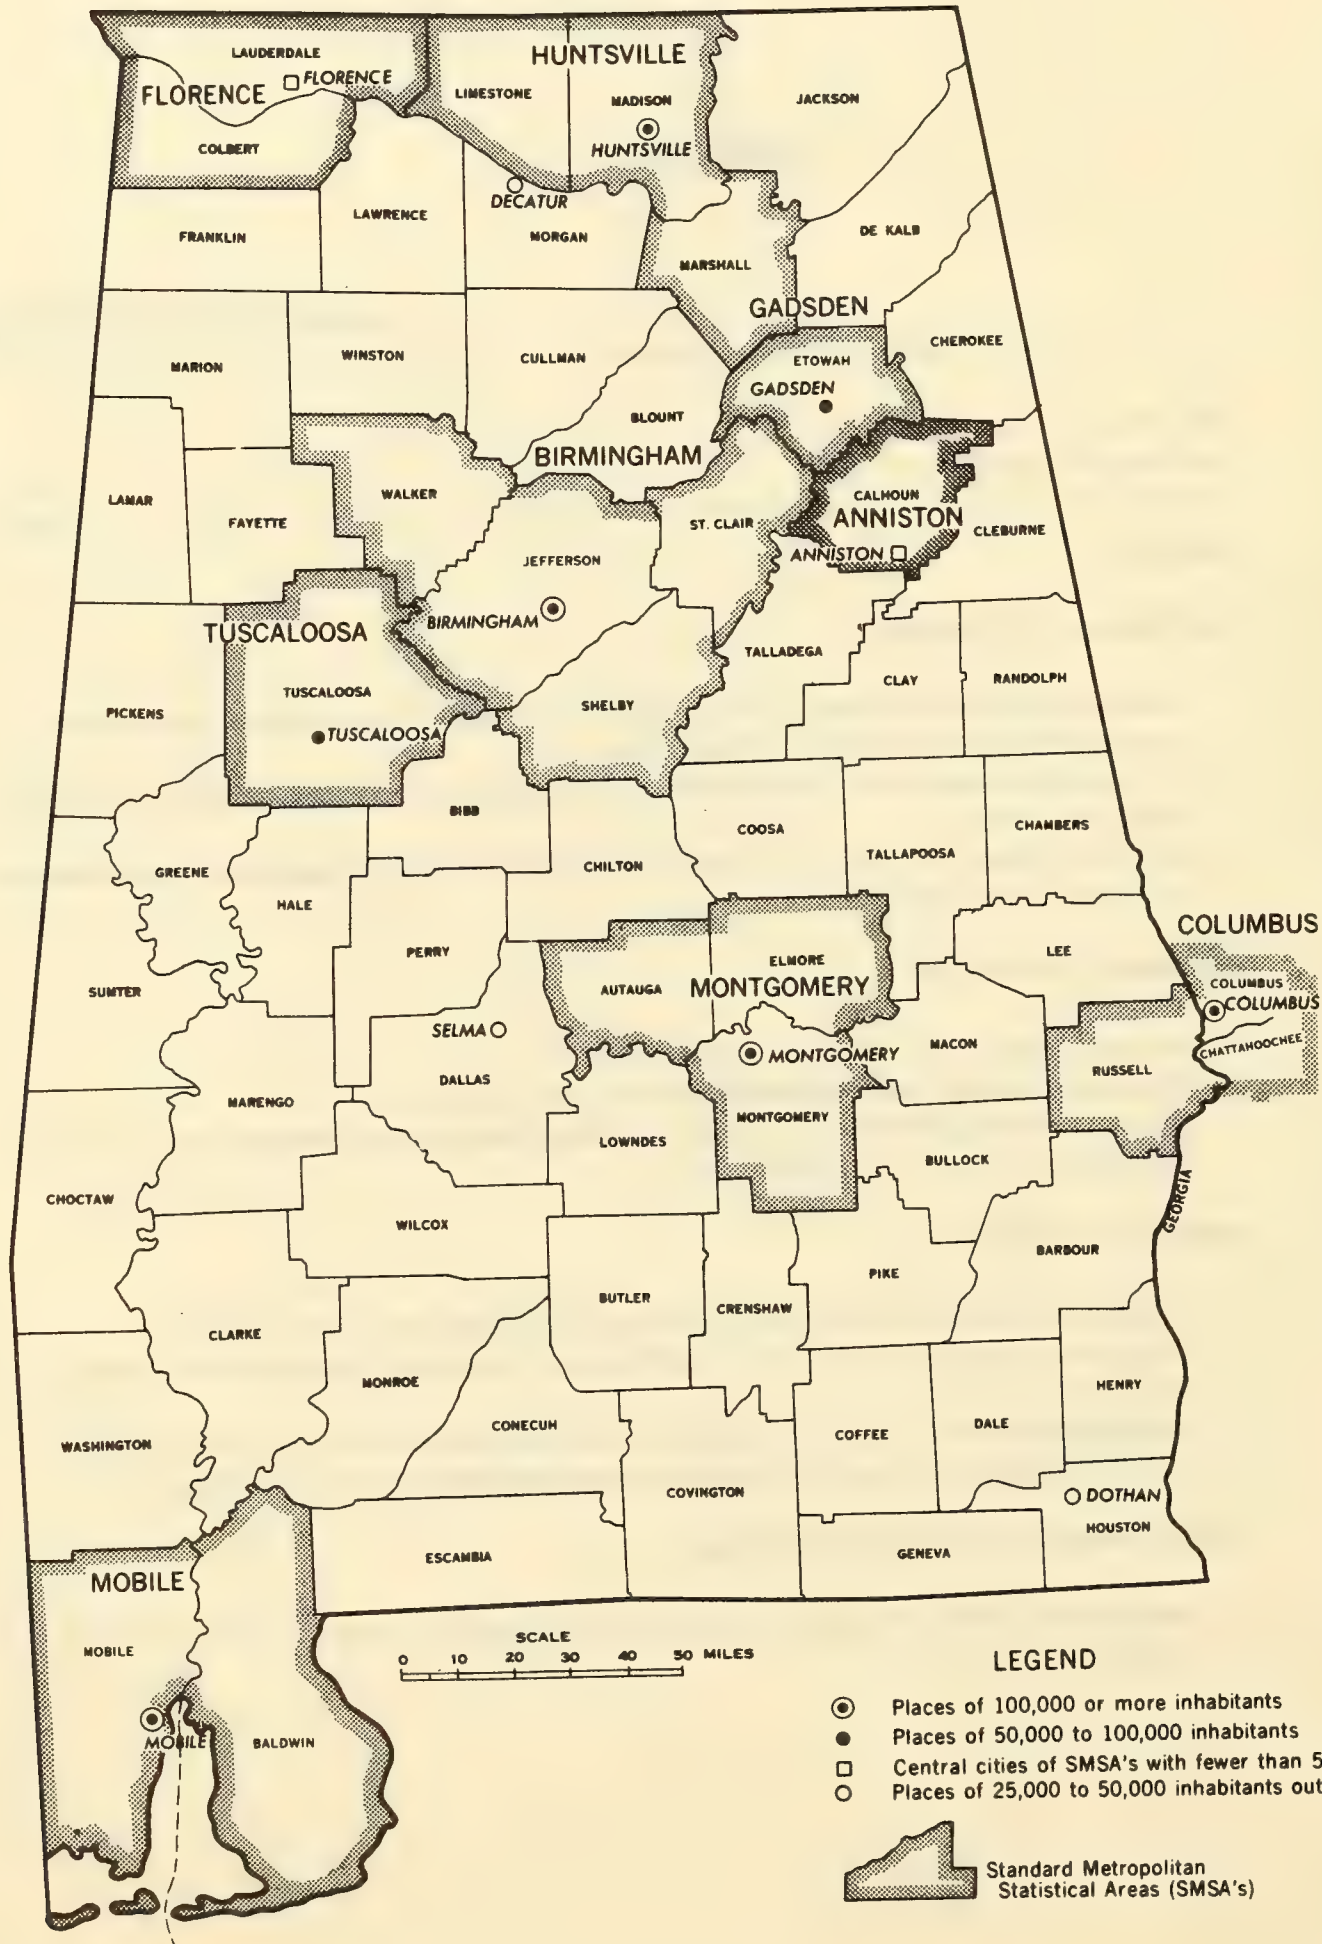 LAUDERDALE
HUNTSVILLE
FLORENCE
FLORENCE
LIMESTONE
MADISON
JACKSON
HUNTSVILLE
COLBERT
DECATUR
LAWRENCE
FRANKLIN
MORGAN
DE KALB
MARSHALL
GADSDEN
MARION
WINSTON
CULLMAN
ETOWAH
CHEROKEE
GADSDEN
BLOUNT
BIRMINGHAM
LAMAR
WALKER
CALHOUN
FAYETTE
ST. CLAIR
ANNISTON
CLEBURNE
JEFFERSON
ANNISTON
BIRMINGHAM
TUSCALOOSA
TALLADEGA
TUSCALOOSA
CLAY
RANDOLPH
PICKENS
SHELBY
TUSCALOOSA
BIBB
COOSA
CHAMBERS
TALLAPOOSA
GREENE
CHILTON
HALE
COLUMBUS
PERRY
ELMORE
LEE
SUMTER
AUTAUGA
MONTGOMERY
COLUMBUS
COLUMBUS
SELMA
MONTGOMERY
MACON
CHATTAHOOCHEE
DALLAS
RUSSELL
MARENGO
MONTGOMERY
LOWNDES
BULLOCK
CHOCTAW
GEORGIA
WILCOX
BARBOUR
PIKE
BUTLER
CRENSHAW
CLARKE
MONROE
HENRY
CONECUH
DALE
COFFEE
WASHINGTON
COVINGTON
DOTHAN
HOUSTON
ESCAMBIA
GENEVA
MOBILE
SCALE
0 10 20 30 40 50 MILES
MOBILE
MOBILE
BALDWIN
LEGEND
Places of 100,000 or more inhabitants
Places of 50,000 to 100,000 inhabitants
Central cities of SMSA's with fewer than 5
Places of 25,000 to 50,000 inhabitants out
Standard Metropolitan
Statistical Areas (SMSA's)